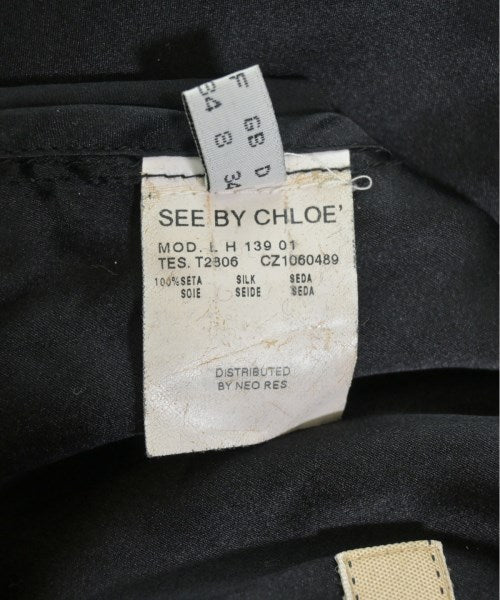 F GB D
34 8 34
SEE BY CHLOE'
MOD. L H 139 01
TES. T2806 CZ1060489
100%SETA SILK SEDA
SOIE SEIDE SEDA
DISTRIBUTED
BY NEO RES.